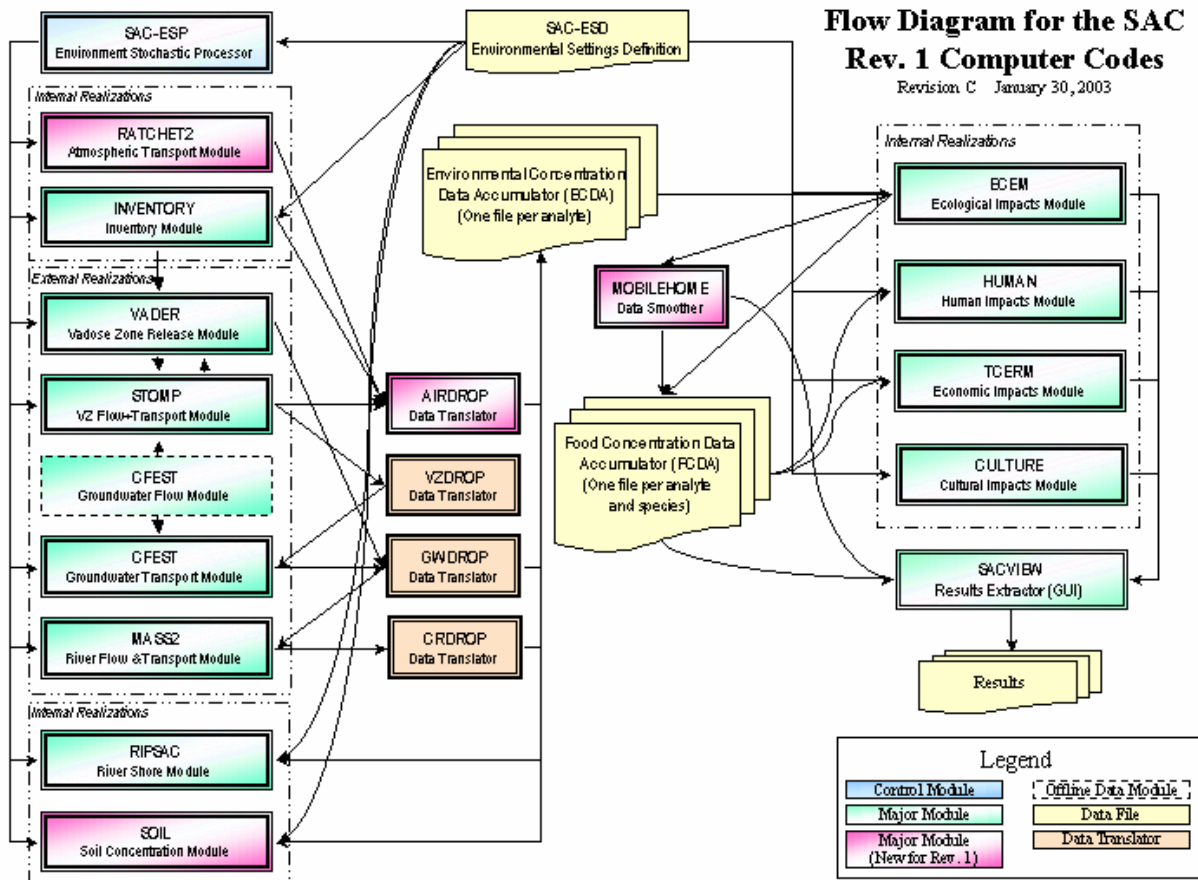 Flow Diagram for the SAC
Rev. 1 Computer Codes
Revision C January 30, 2003
SAC-ESP
Environment Stochastic Processor
SAC-ESD
Environmental Settings Definition
Internal Realizations
RATCHET2
Atmospheric Transport Module
INVENTORY
Inventory Module
External Realizations
VADER
Vadose Zone Release Module
STOMP
VZ Flow+Transport Module
CFEST
Groundwater Flow Module
CFEST
Groundwater Transport Module
MASS2
River Flow & Transport Module
Internal Realizations
RIPSAC
River Shore Module
SOIL
Soil Concentration Module
AIRDROP
Data Translator
VZDROP
Data Translator
GWDROP
Data Translator
CRDROP
Data Translator
Environmental Concentration
Data Accumulator (ECDA)
(One file per analyte)
MOBILEHOME
Data Smoother
Food Concentration Data
Accumulator (FCDA)
(One file per analyte
and species)
Internal Realizations
ECEM
Ecological Impacts Module
HUMAN
Human Impacts Module
TCERM
Economic Impacts Module
CULTURE
Cultural Impacts Module
SACVIEW
Results Extractor (GUI)
Results
Legend
Control Module
Major Module
Major Module
(New for Rev. 1)
Offline Data Module
Data File
Data Translator